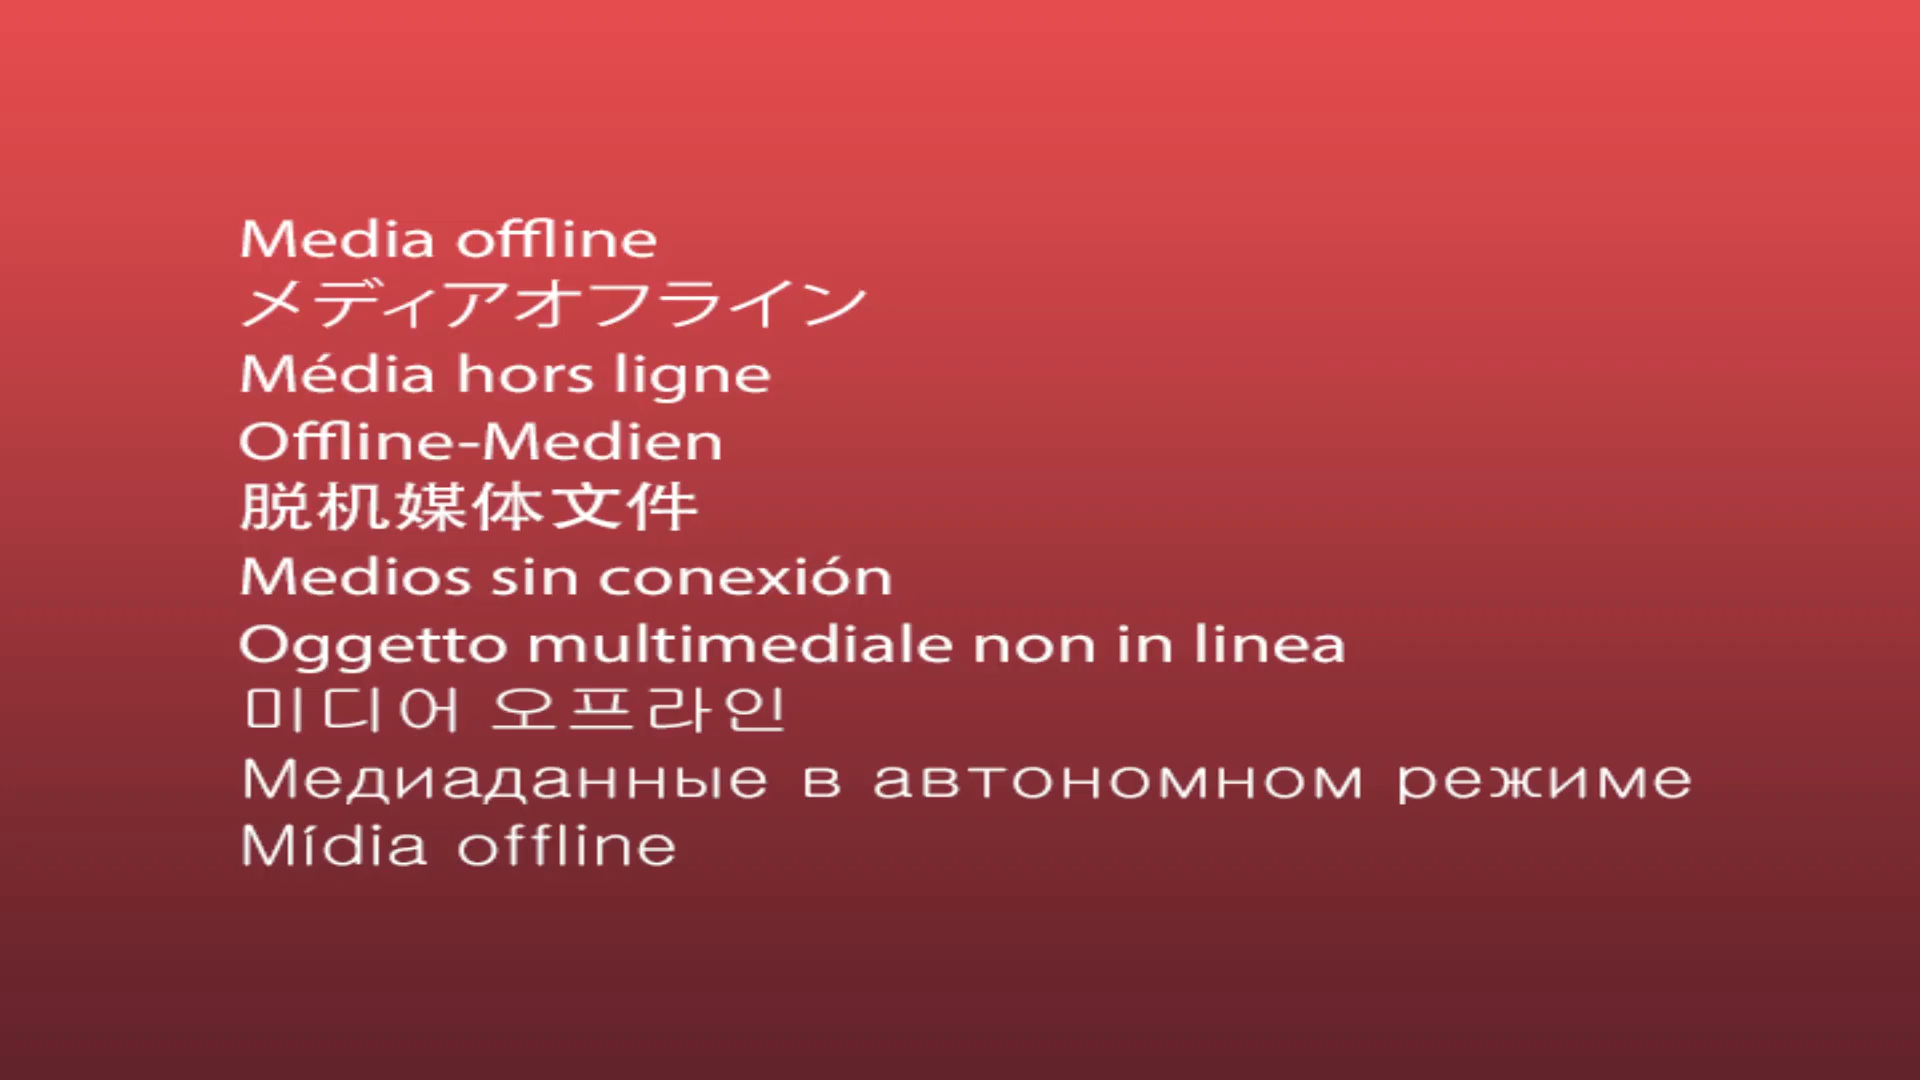 Media offline
メディアオフライン
Média hors ligne
Offline-Medien
脱机媒体文件
Medios sin conexión
Oggetto multimediale non in linea
미디어 오프라인
Медиаданные в автономном режиме
Mídia offline